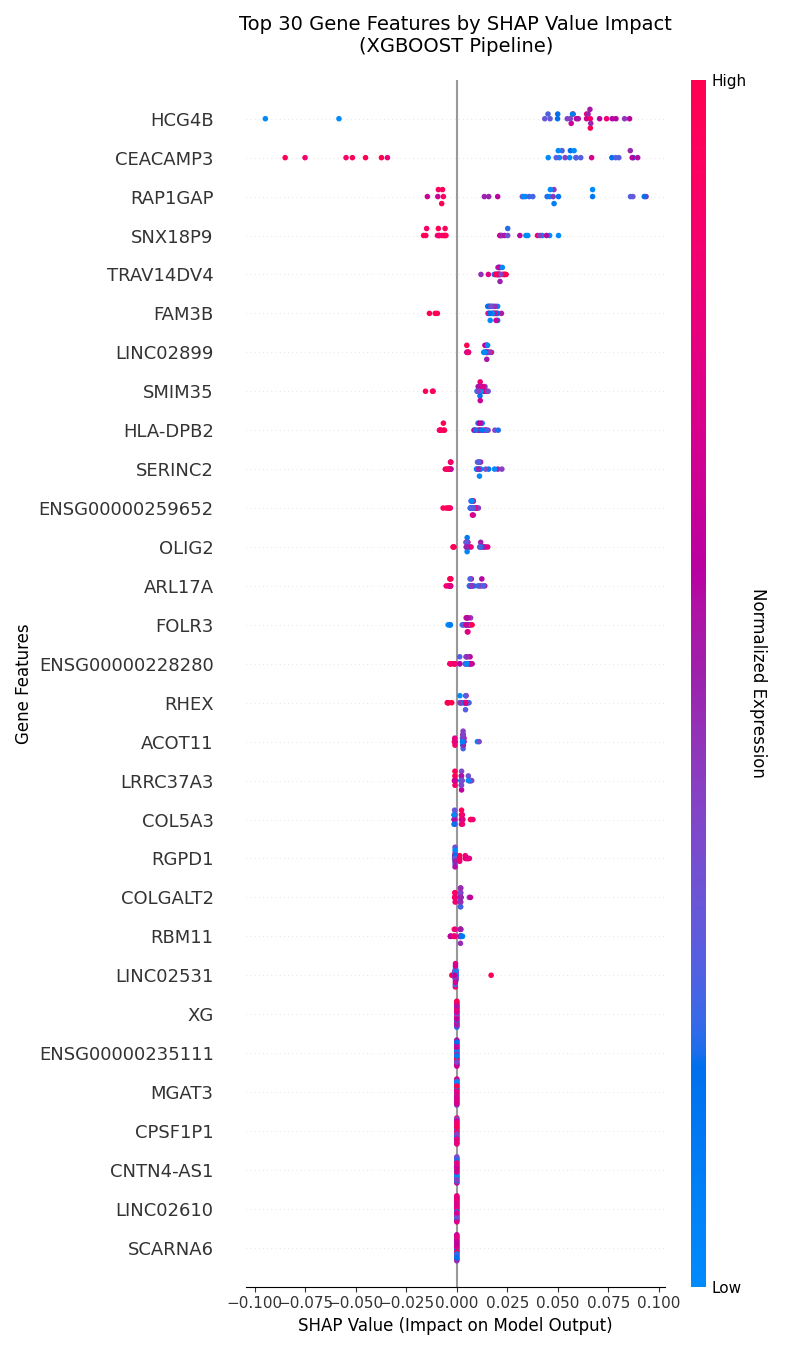 Top 30 Gene Features by SHAP Value Impact
(XGBOOST Pipeline)
High
HCG4B
CEACAMP3
RAP1GAP
SNX18P9
TRAV14DV4
FAM3B
LINC02899
SMIM35
HLA-DPB2
SERINC2
ENSG00000259652
OLIG2
ARL17A
FOLR3
ENSG00000228280
RHEX
ACOT11
LRRC37A3
COL5A3
RGPD1
COLGALT2
RBM11
LINC02531
XG
ENSG00000235111
MGAT3
CPSF1P1
CNTN4-AS1
LINC02610
SCARNA6
Gene Features
Normalized Expression
Low
−0.100 −0.075 −0.050 −0.025 0.000 0.025 0.050 0.075 0.100
SHAP Value (Impact on Model Output)